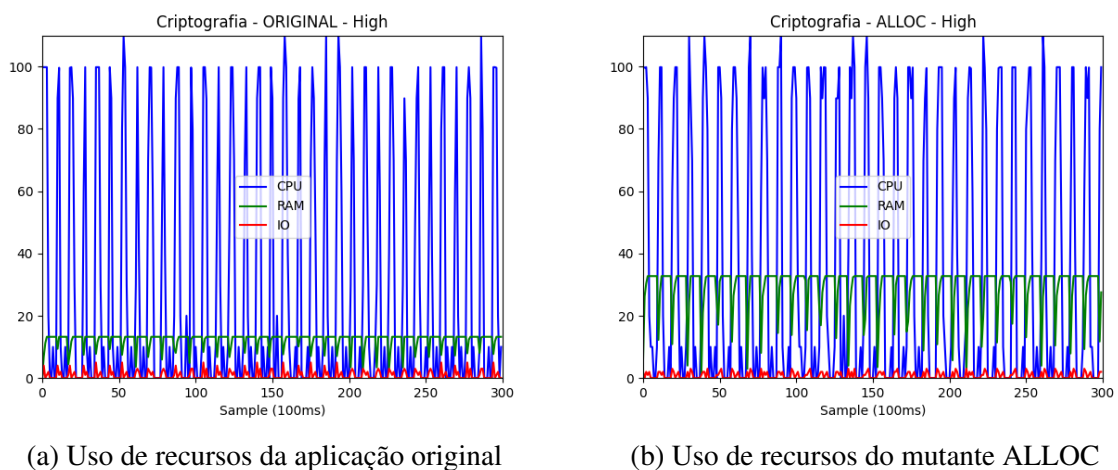 Criptografia - ORIGINAL - High
100
80
60
40
20
0
CPU
RAM
IO
0 50 100 150 200 250 300
Sample (100ms)
(a) Uso de recursos da aplicação original
Criptografia - ALLOC - High
100
80
60
40
20
0
CPU
RAM
IO
0 50 100 150 200 250 300
Sample (100ms)
(b) Uso de recursos do mutante ALLOC